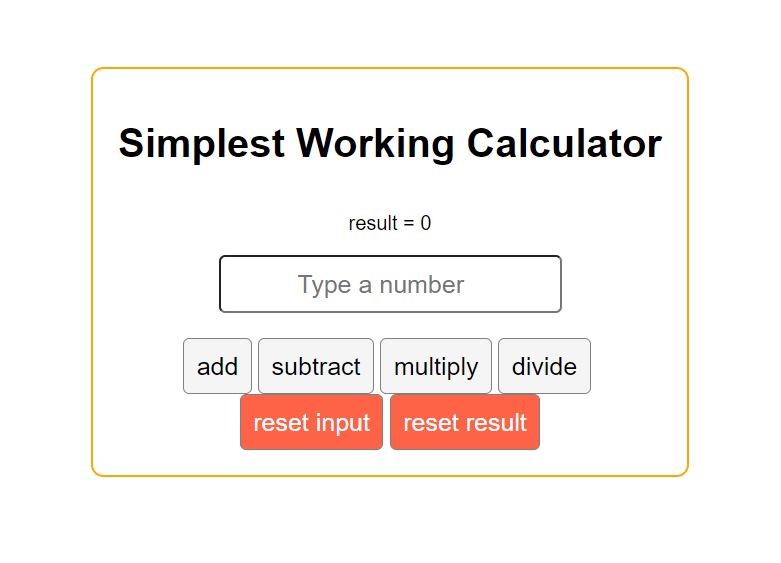 Simplest Working Calculator
result = 0
Type a number
add subtract multiply divide
reset input reset result